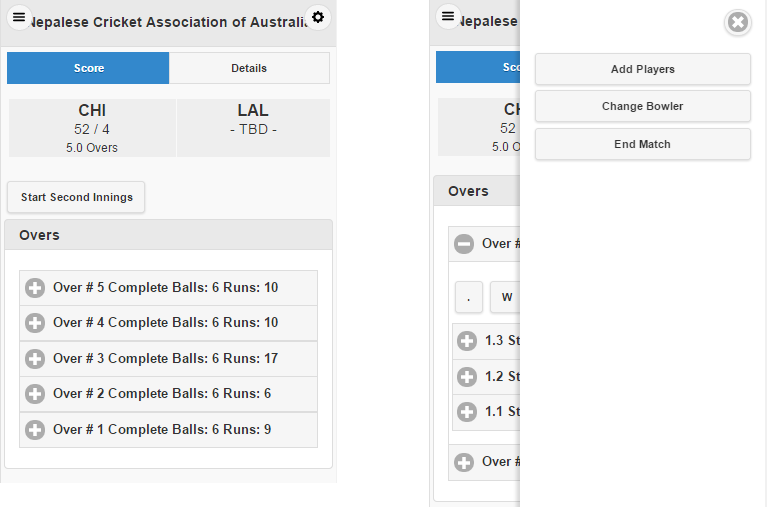 Nepalese Cricket Association of Australi
Score
Details
CHI
52 / 4
5.0 Overs
LAL
- TBD -
Start Second Innings
Overs
Over # 5 Complete Balls: 6 Runs: 10
Over # 4 Complete Balls: 6 Runs: 10
Over # 3 Complete Balls: 6 Runs: 17
Over # 2 Complete Balls: 6 Runs: 6
Over # 1 Complete Balls: 6 Runs: 9
Nepalese
Sco
CH
52
5.0 O
Overs
Over #
. W
1.3 St
1.2 St
1.1 St
Over #
Add Players
Change Bowler
End Match